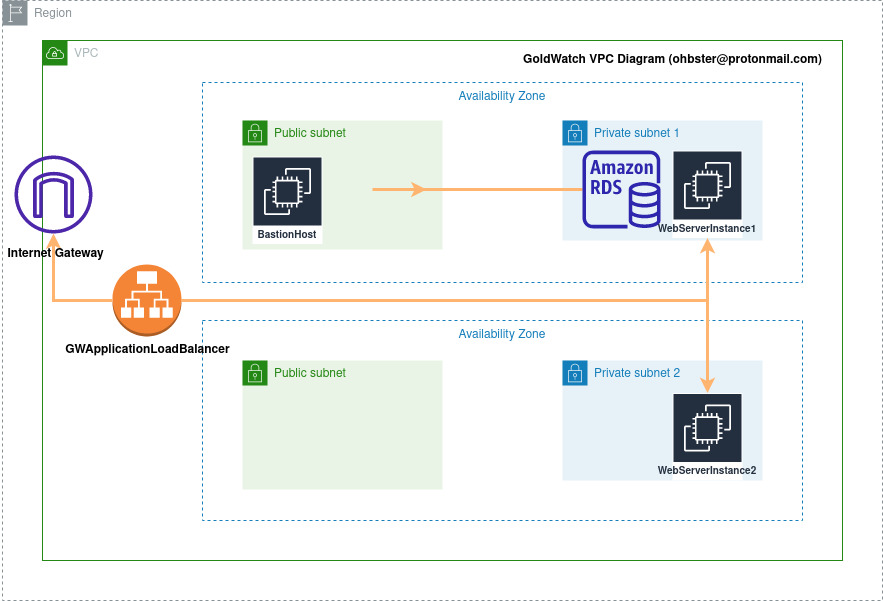 Region
VPC
GoldWatch VPC Diagram (ohbster@protonmail.com)
Availability Zone
Public subnet
Private subnet 1
Amazon
RDS
BastionHost
WebServerInstance1
Internet Gateway
GWApplicationLoadBalancer
Availability Zone
Public subnet
Private subnet 2
WebServerInstance2